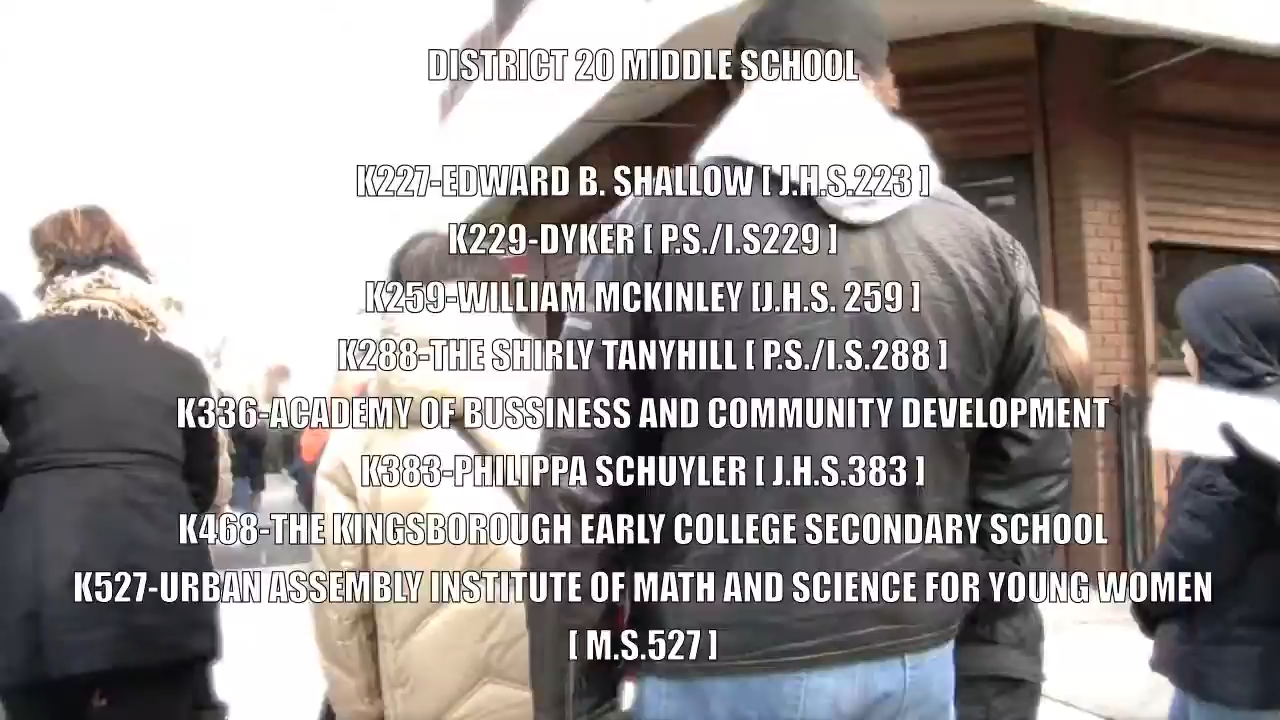 DISTRICT 20 MIDDLE SCHOOL
K227-EDWARD B. SHALLOW [ J.H.S.223 ]
K229-DYKER [ P.S./I.S229 ]
K259-WILLIAM MCKINLEY [J.H.S. 259 ]
K288-THE SHIRLY TANYHILL [ P.S./I.S.288 ]
K336-ACADEMY OF BUSSINESS AND COMMUNITY DEVELOPMENT
K383-PHILIPPA SCHUYLER [ J.H.S.383 ]
K468-THE KINGSBOROUGH EARLY COLLEGE SECONDARY SCHOOL
K527-URBAN ASSEMBLY INSTITUTE OF MATH AND SCIENCE FOR YOUNG WOMEN
[ M.S.527 ]